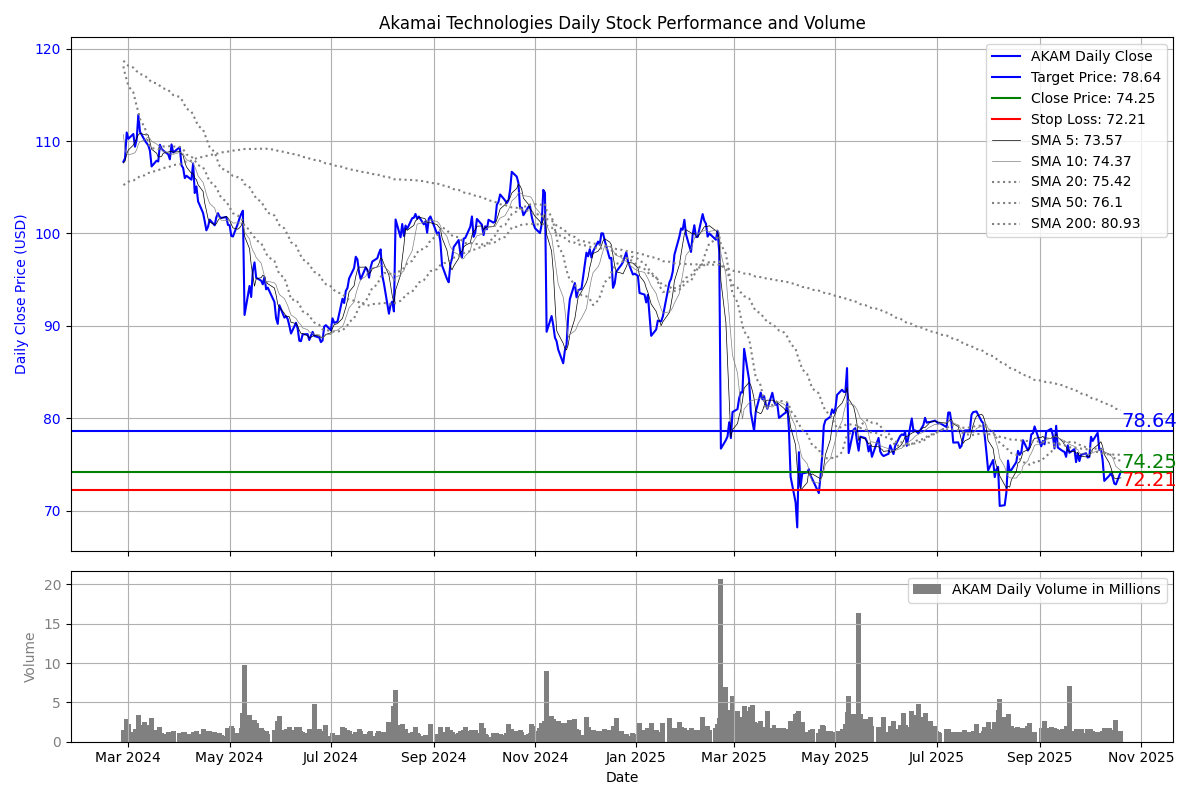 Akamai Technologies Daily Stock Performance and Volume
120
110
100
90
80
70
Daily Close Price (USD)
AKAM Daily Close
Target Price: 78.64
Close Price: 74.25
Stop Loss: 72.21
SMA 5: 73.57
SMA 10: 74.37
SMA 20: 75.42
SMA 50: 76.1
SMA 200: 80.93
78.64
74.25
72.21
20
15
10
5
0
Volume
AKAM Daily Volume in Millions
Mar 2024
May 2024
Jul 2024
Sep 2024
Nov 2024
Jan 2025
Mar 2025
May 2025
Jul 2025
Sep 2025
Nov 2025
Date